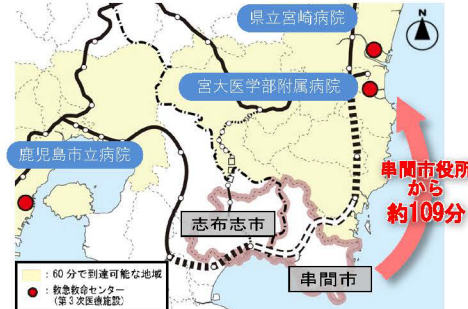 県立宮崎病院
N
宮大医学部附属病院
鹿児島市立病院
串間市役所
から
約109分
志布志市
串間市
：60分で到達可能な地域
：救急救命センター
(第3次医療施設)